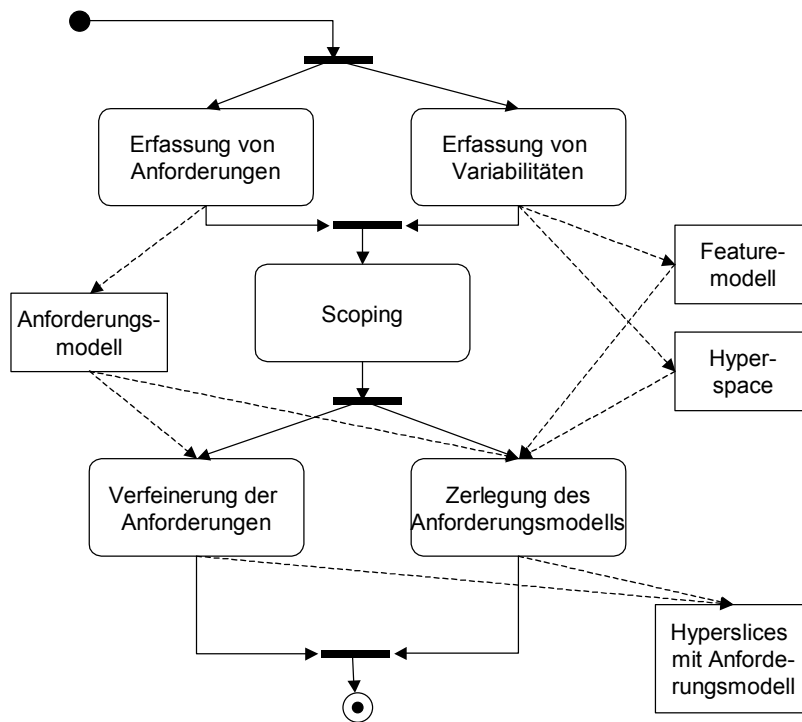 Erfassung von
Anforderungen
Erfassung von
Variabilitäten
Feature-
modell
Anforderungs-
modell
Scoping
Hyper-
space
Verfeinerung der
Anforderungen
Zerlegung des
Anforderungsmodells
Hyperslices
mit Anforde-
rungsmodell